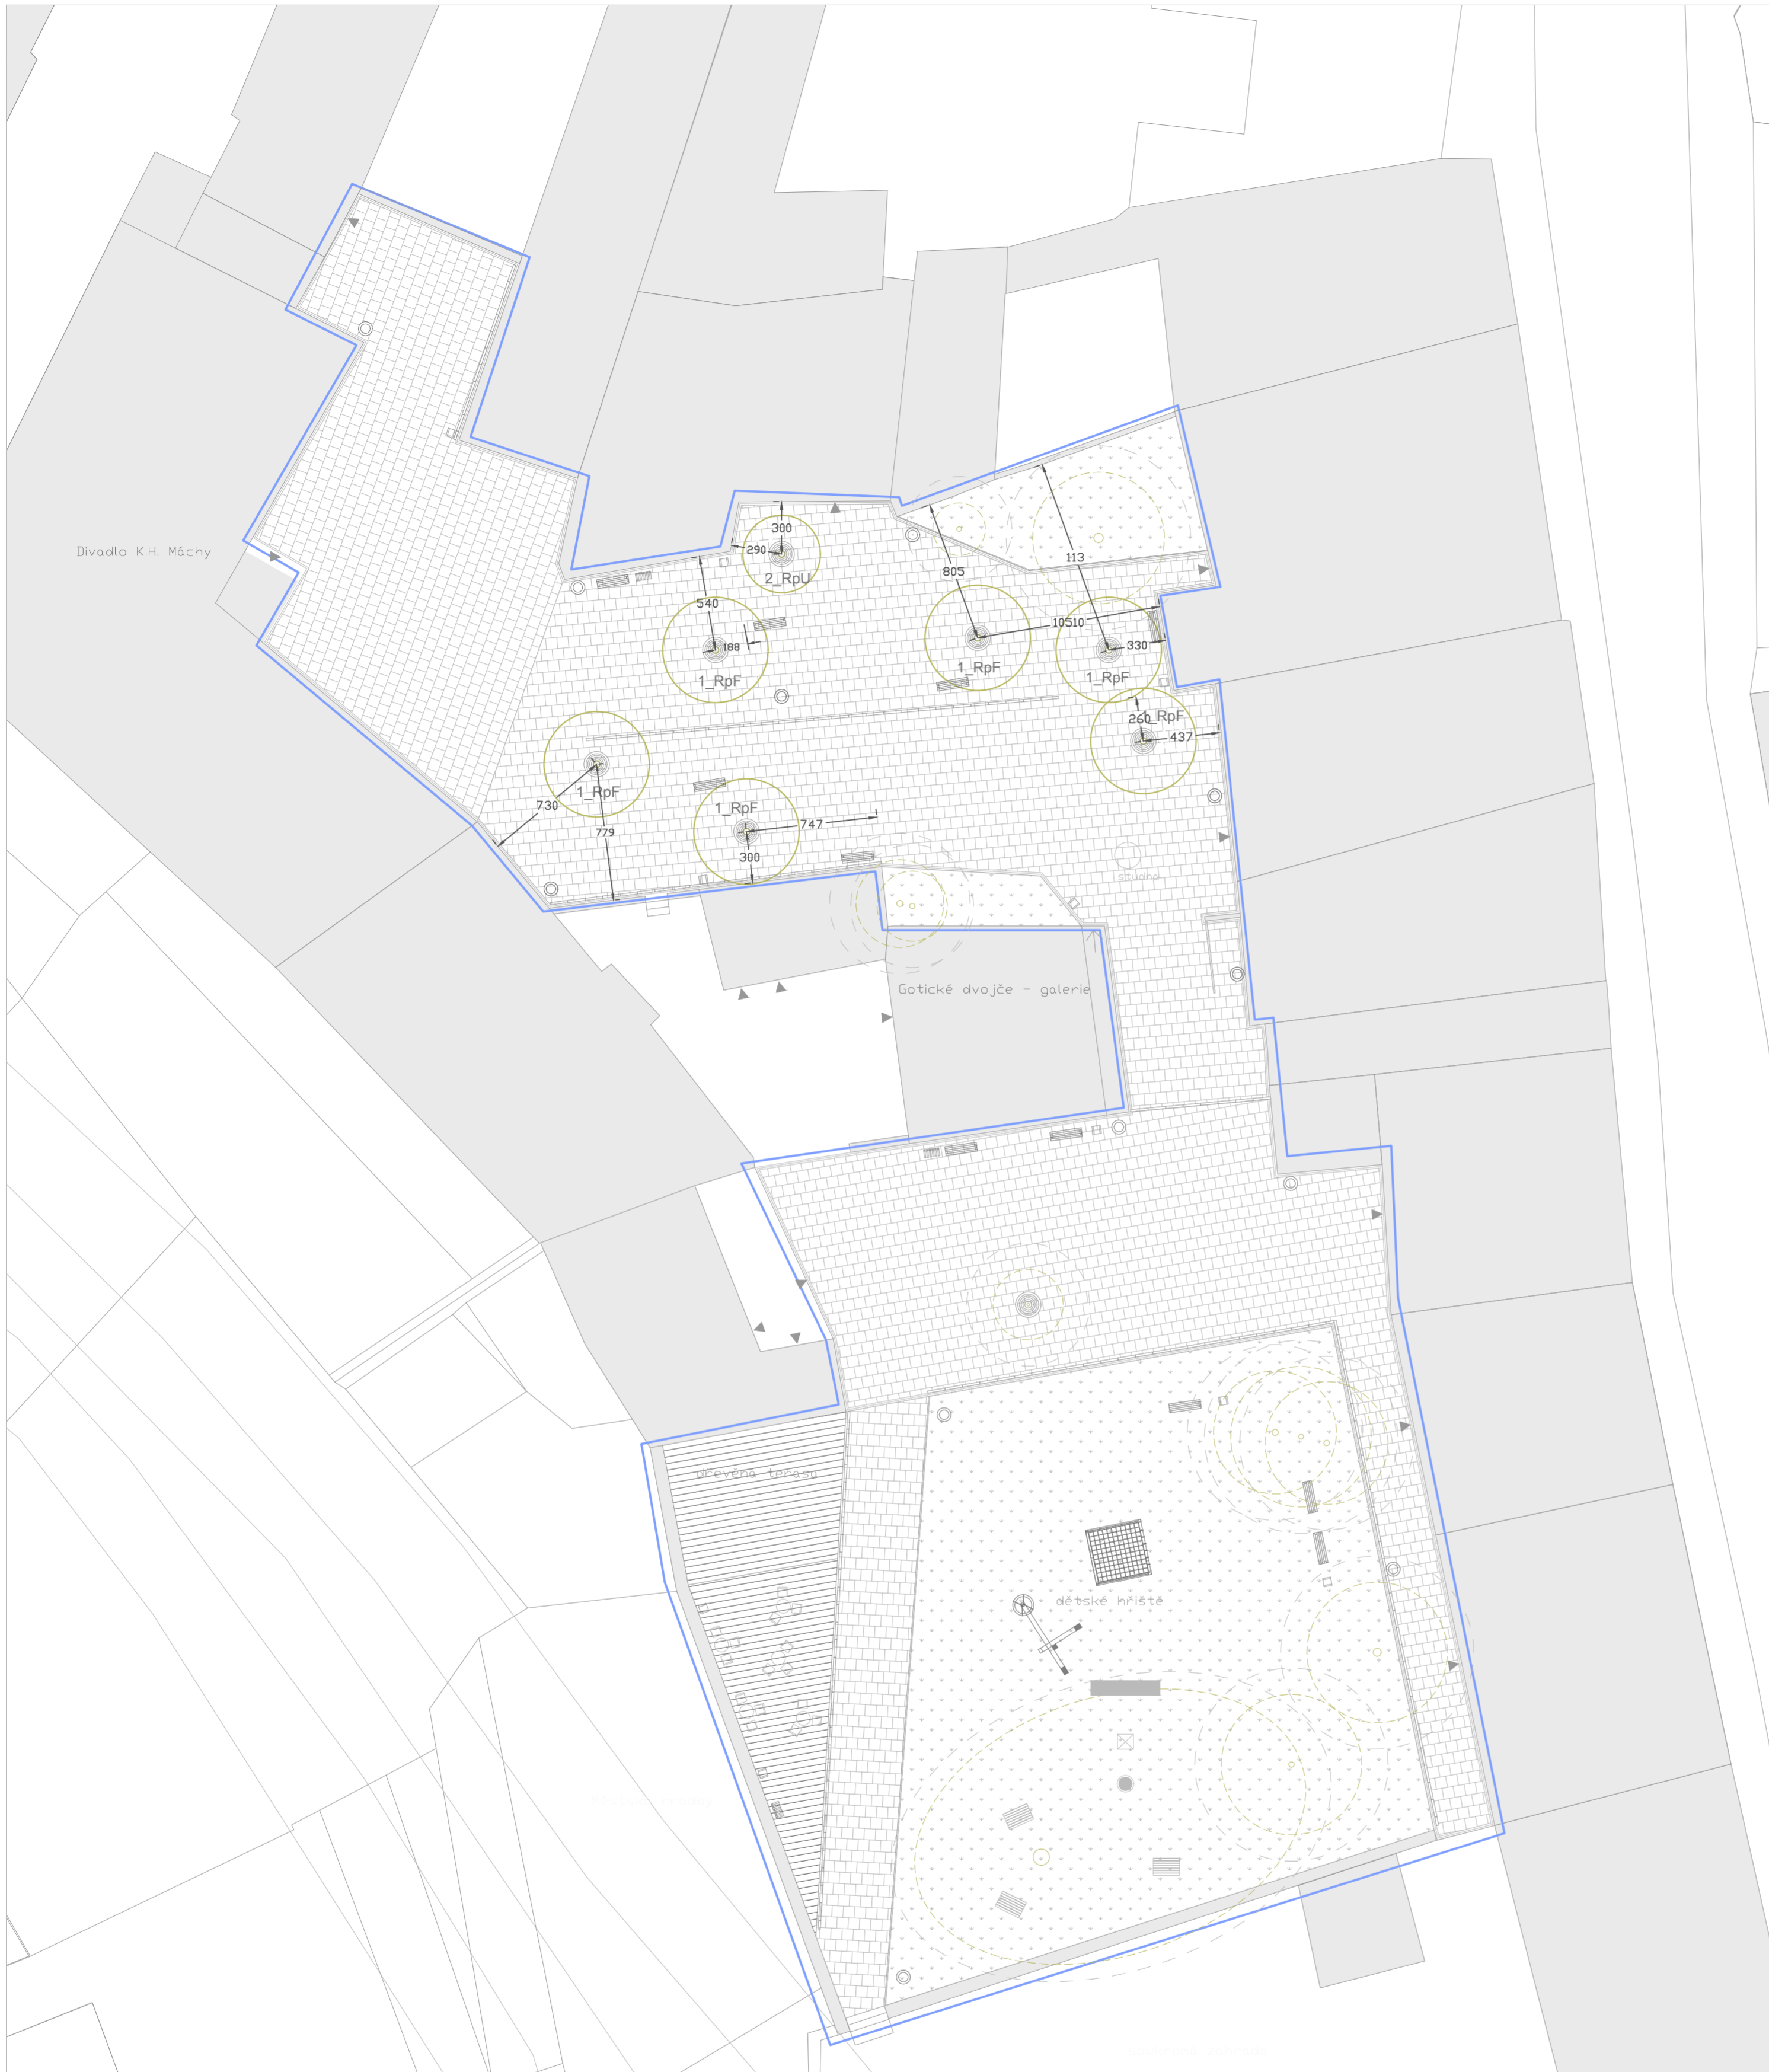 Divadlo K.H. Máchy
300
290
2_RpU
540
188
1_RpF
805
113
10510
1_RpF
330
1_RpF
260
1_RpF
437
730
1_RpF
779
1_RpF
747
300
studna
Gotické dvojče - galerie
dřevěná terasa
dětské hřiště